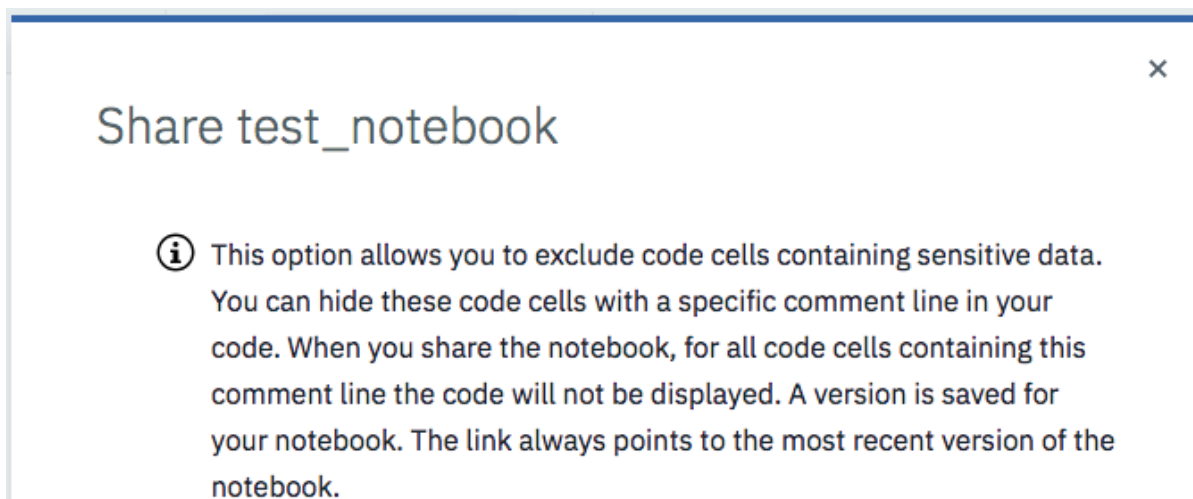 Share test_notebook
This option allows you to exclude code cells containing sensitive data.
You can hide these code cells with a specific comment line in your
code. When you share the notebook, for all code cells containing this
comment line the code will not be displayed. A version is saved for
your notebook. The link always points to the most recent version of the
notebook.